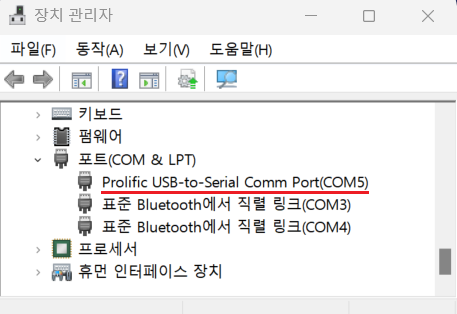 장치 관리자
파일(F) 동작(A) 보기(V) 도움말(H)
키보드
펌웨어
포트(COM & LPT)
Prolific USB-to-Serial Comm Port(COM5)
표준 Bluetooth에서 직렬 링크(COM3)
표준 Bluetooth에서 직렬 링크(COM4)
프로세서
휴먼 인터페이스 장치